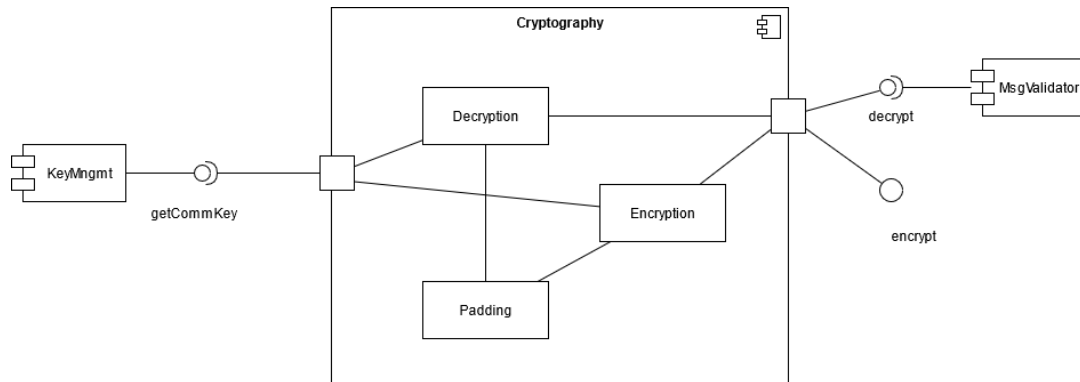 Cryptography
Decryption
MsgValidator
decrypt
KeyMngmt
getCommKey
Encryption
encrypt
Padding